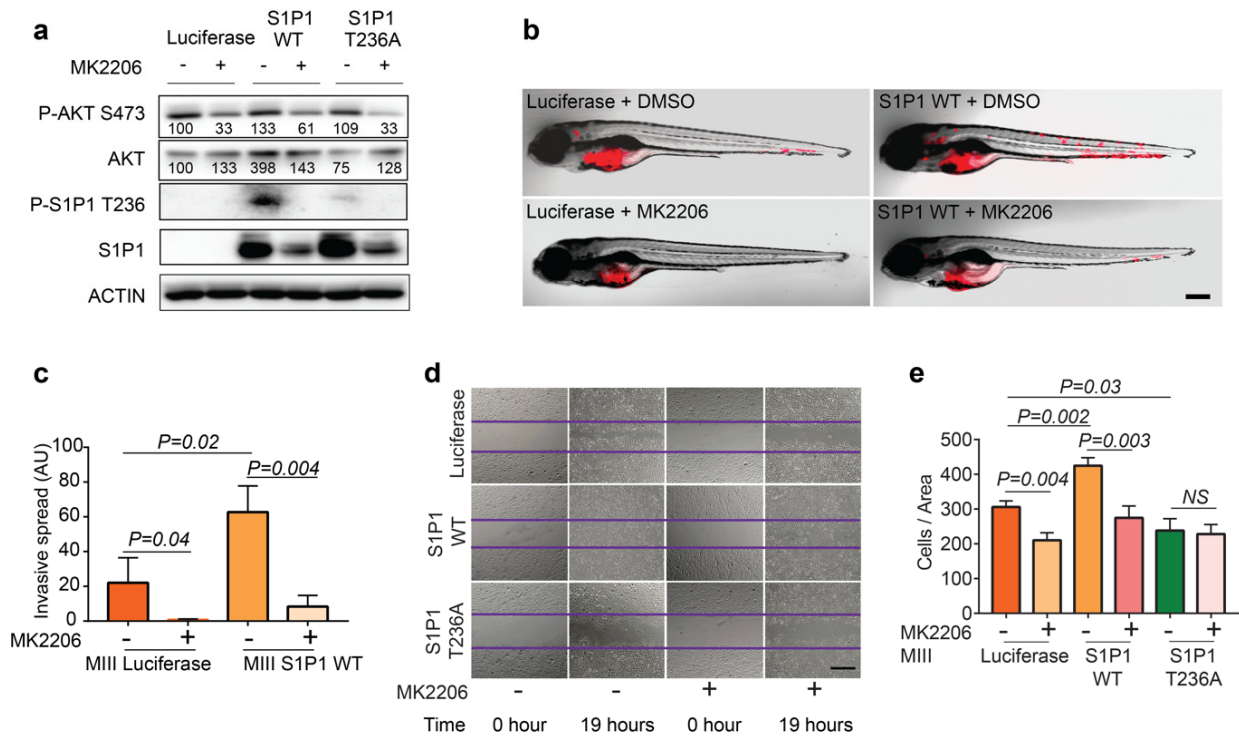 a
Luciferase
S1P1
WT
S1P1
T236A
MK2206 - + - + - +
P-AKT S473
100 33 133 61 109 33
AKT
100 133 398 143 75 128
P-S1P1 T236
S1P1
ACTIN
b
Luciferase + DMSO
S1P1 WT + DMSO
Luciferase + MK2206
S1P1 WT + MK2206
c
Invasive spread (AU)
100
80
60
40
20
0
P=0.02
P=0.004
P=0.04
MK2206 - + - +
MIII Luciferase
MIII S1P1 WT
d
Luciferase
S1P1
WT
S1P1
T236A
MK2206 - - + +
Time 0 hour 19 hours 0 hour 19 hours
e
Cells / Area
500
400
300
200
100
0
P=0.03
P=0.002
P=0.003
P=0.004
NS
MK2206 - + - + - +
MIII
Luciferase
S1P1
WT
S1P1
T236A